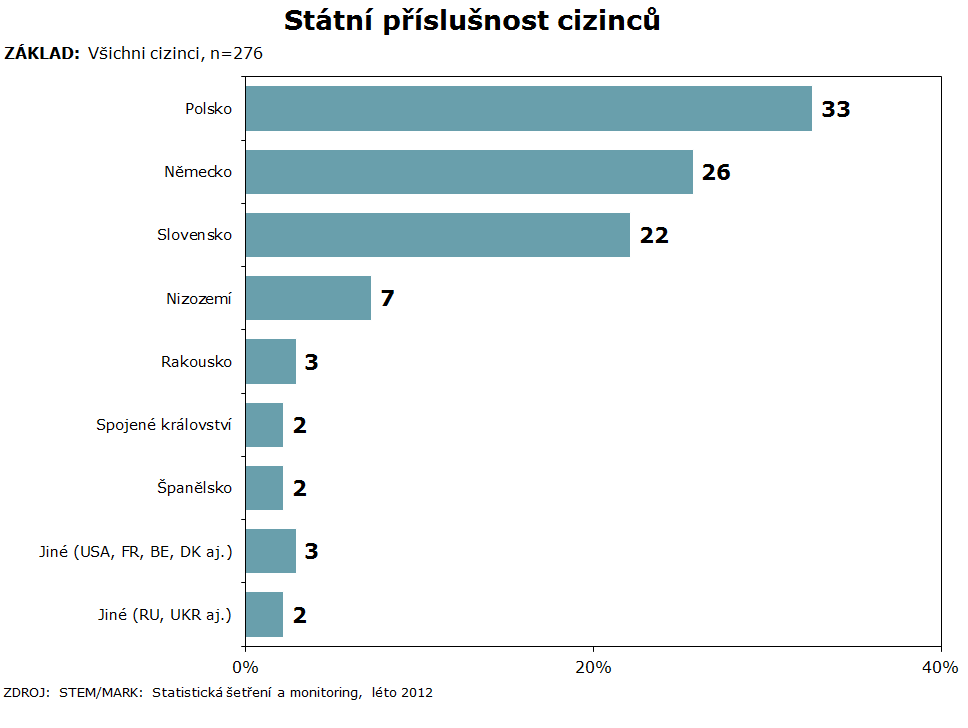 Státní příslušnost cizinců
ZÁKLAD: Všichni cizinci, n=276
Polsko 33
Německo 26
Slovensko 22
Nizozemí 7
Rakousko 3
Spojené království 2
Španělsko 2
Jiné (USA, FR, BE, DK aj.) 3
Jiné (RU, UKR aj.) 2
0% 20% 40%
ZDROJ: STEM/MARK: Statistická šetření a monitoring, léto 2012